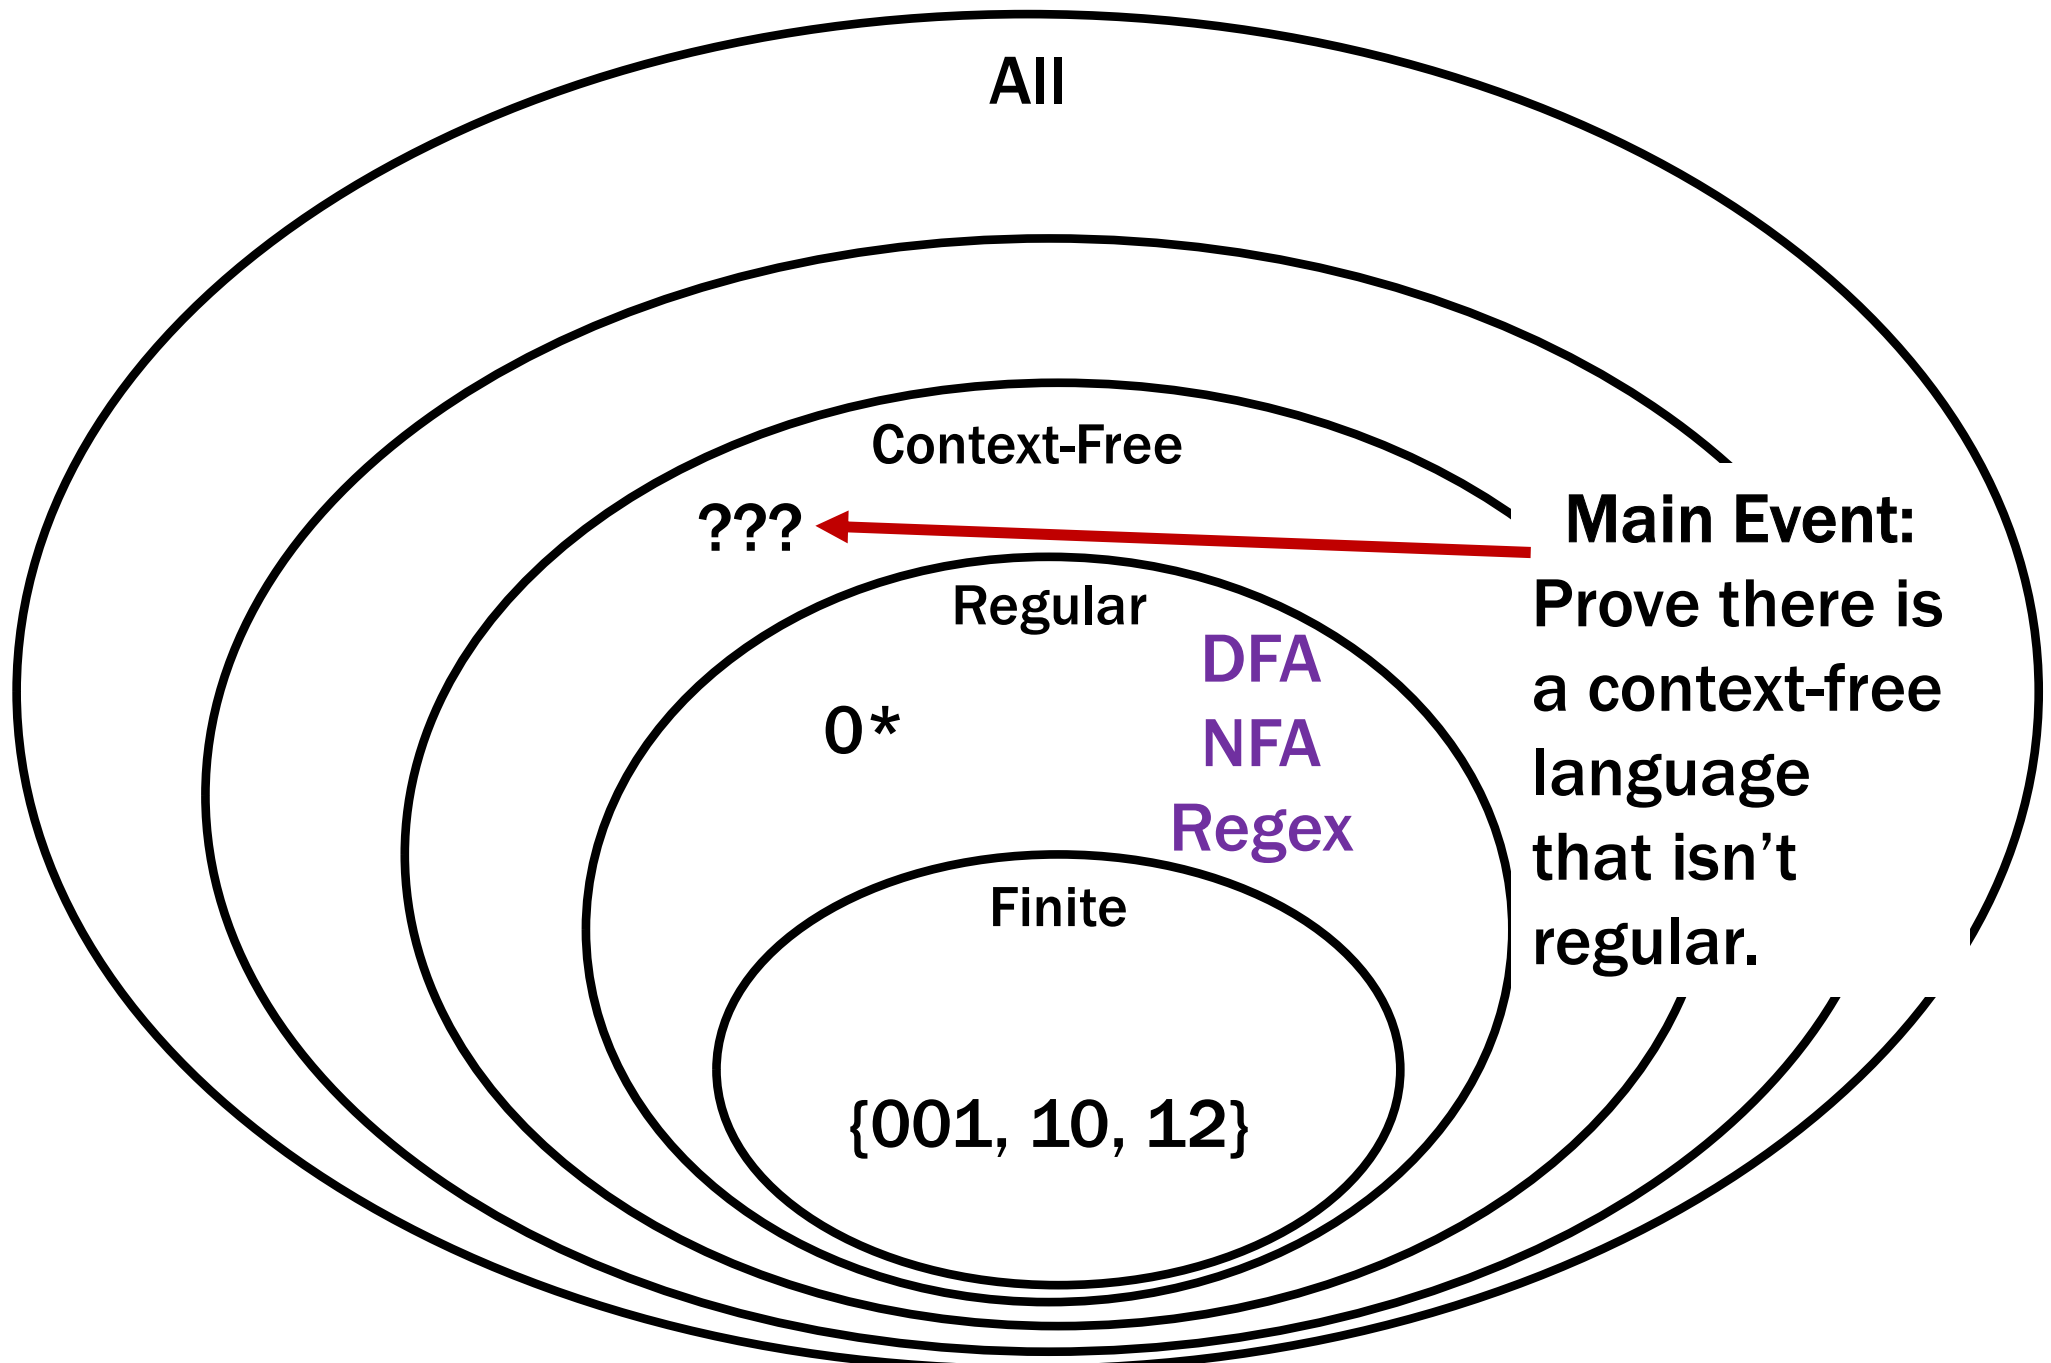 All
Context-Free
???
Main Event:
Prove there is
a context-free
language
that isn’t
regular.
Regular
DFA
NFA
Regex
0*
Finite
{001, 10, 12}